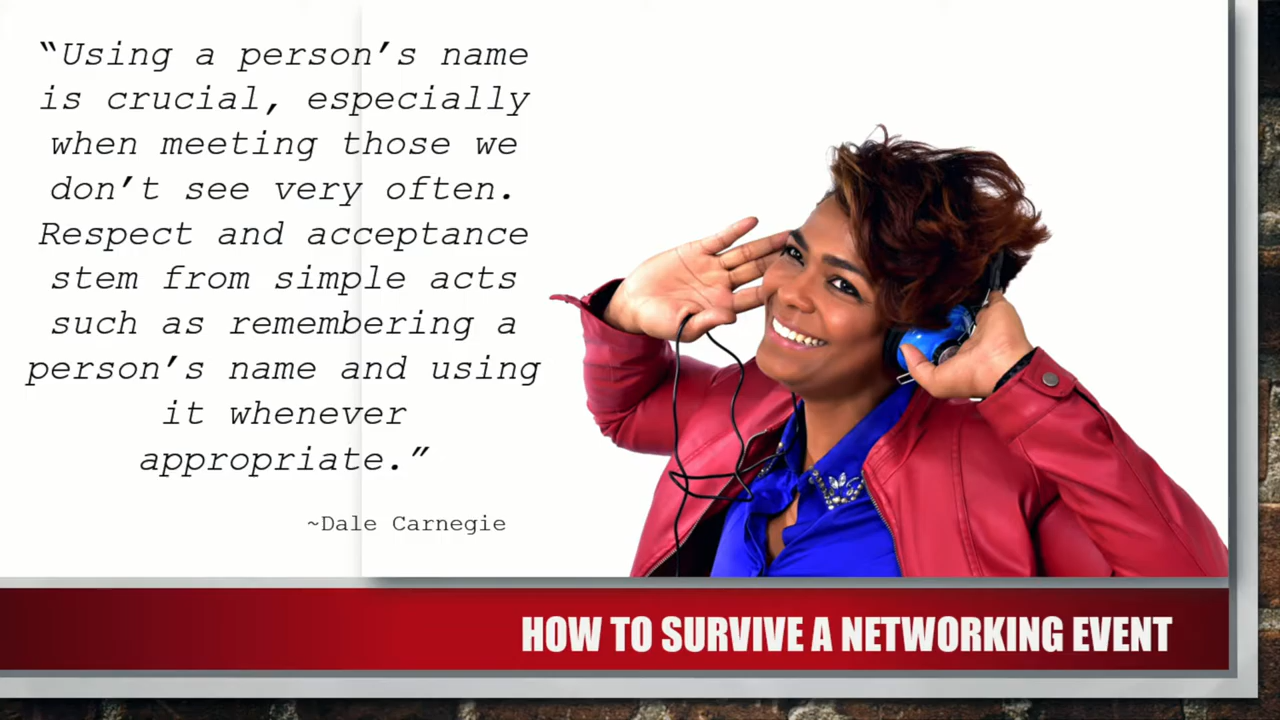 “Using a person’s name
is crucial, especially
when meeting those we
don’t see very often.
Respect and acceptance
stem from simple acts
such as remembering a
person’s name and using
it whenever
appropriate.”
~Dale Carnegie
HOW TO SURVIVE A NETWORKING EVENT